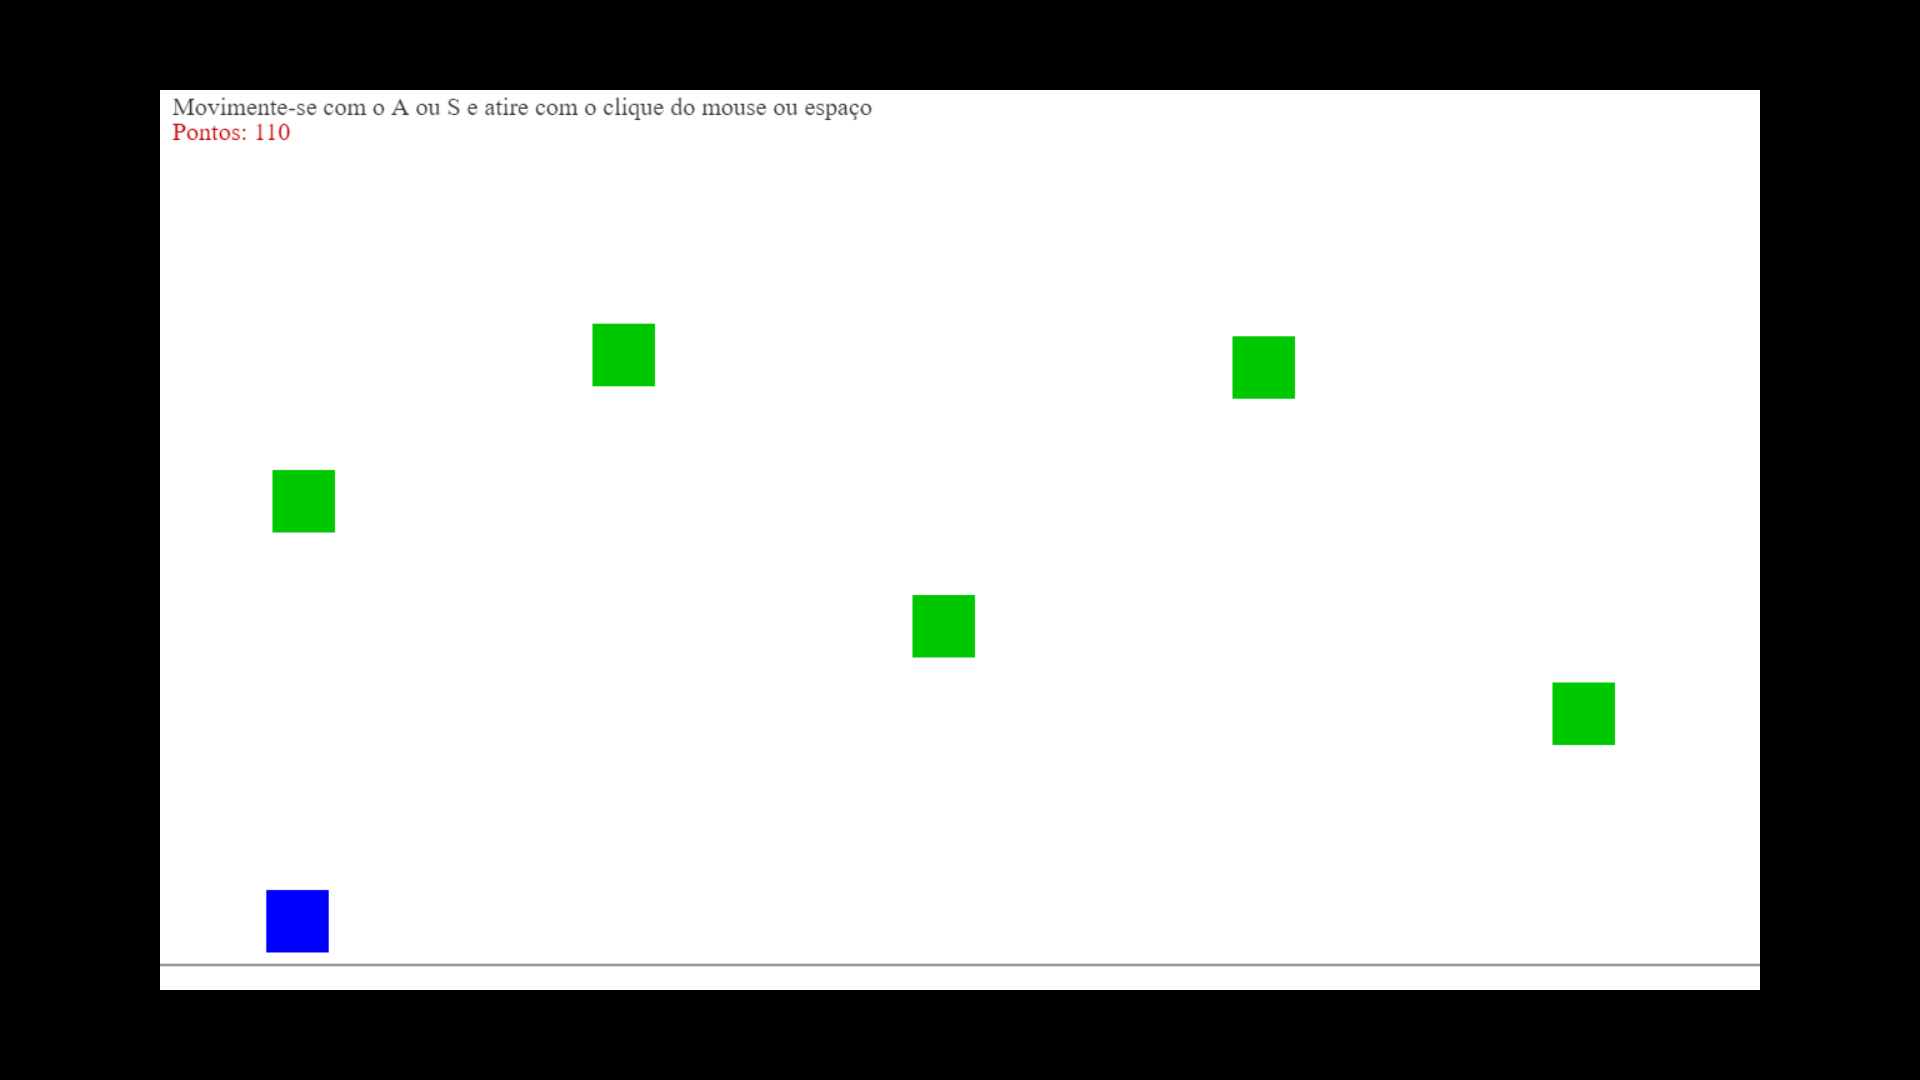 Movimente-se com o A ou S e atire com o clique do mouse ou espaço
Pontos: 110